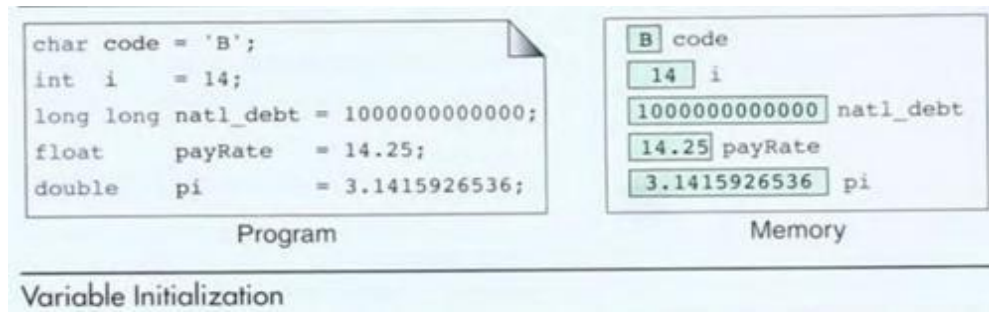 char code = 'B';
int i = 14;
long long natl_debt = 1000000000000;
float payRate = 14.25;
double pi = 3.1415926536;
Program
B code
14 i
1000000000000 natl_debt
14.25 payRate
3.1415926536 pi
Memory
Variable Initialization